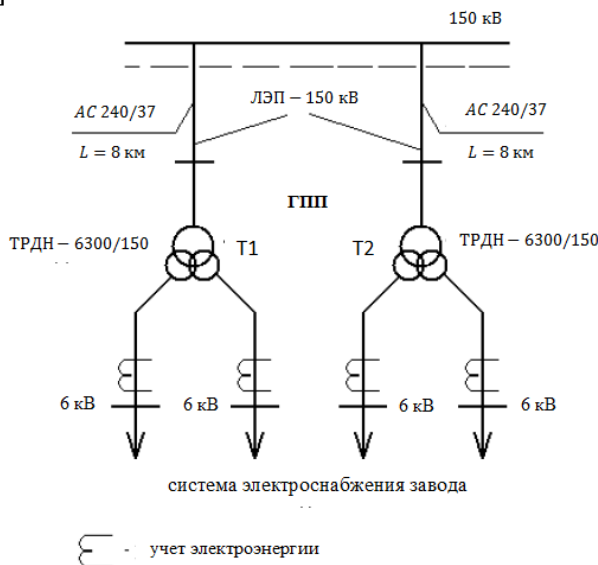 150 кВ
АС 240/37
ЛЭП – 150 кВ
АС 240/37
L = 8 км
L = 8 км
ГПП
ТРДН – 6300/150
Т1
Т2
ТРДН – 6300/150
6 кВ
6 кВ
6 кВ
6 кВ
система электроснабжения завода
- учет электроэнергии